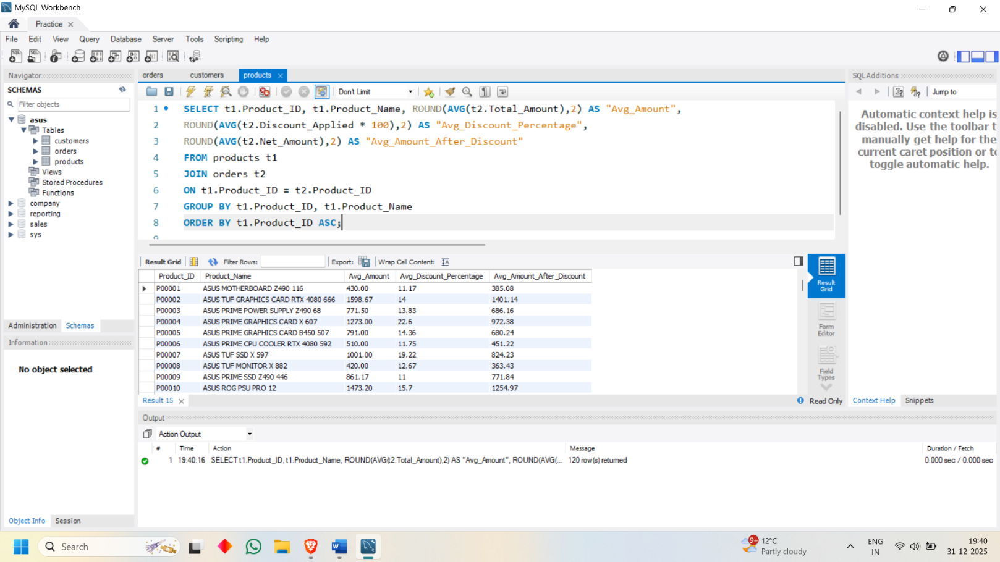 MySQL Workbench
Practice
File Edit View Query Database Server Tools Scripting Help
Navigator
SCHEMAS
Filter objects
asus
Tables
customers
orders
products
Views
Stored Procedures
Functions
company
reporting
sales
sys
Administration Schemas
Information
No object selected
Object Info Session
orders customers products
Don't Limit
1 SELECT t1.Product_ID, t1.Product_Name, ROUND(AVG(t2.Total_Amount),2) AS "Avg_Amount",
2 ROUND(AVG(t2.Discount_Applied * 100),2) AS "Avg_Discount_Percentage",
3 ROUND(AVG(t2.Net_Amount),2) AS "Avg_Amount_After_Discount"
4 FROM products t1
5 JOIN orders t2
6 ON t1.Product_ID = t2.Product_ID
7 GROUP BY t1.Product_ID, t1.Product_Name
8 ORDER BY t1.Product_ID ASC;
9
Result Grid Filter Rows: Export: Wrap Cell Content:
Product_ID Product_Name Avg_Amount Avg_Discount_Percentage Avg_Amount_After_Discount
P00001 ASUS MOTHERBOARD Z490 116 430.00 11.17 385.08
P00002 ASUS TUF GRAPHICS CARD RTX 4080 666 1598.67 14 1401.14
P00003 ASUS PRIME POWER SUPPLY Z490 68 771.50 13.83 686.16
P00004 ASUS PRIME GRAPHICS CARD X 607 1273.00 22.6 972.38
P00005 ASUS PRIME GRAPHICS CARD B450 507 791.00 14.36 680.24
P00006 ASUS PRIME CPU COOLER RTX 4080 592 510.00 11.75 451.22
P00007 ASUS TUF SSD X 597 1001.00 19.22 824.23
P00008 ASUS TUF MONITOR X 882 420.00 12.67 363.43
P00009 ASUS PRIME SSD Z490 446 861.17 11 771.84
P00010 ASUS ROG PSU PRO 12 1473.20 15.7 1254.97
Result Grid
Form Editor
Field Types
Result 15
Read Only
SQLAdditions
Jump to
Automatic context help is
disabled. Use the toolbar t
manually get help for the
current caret position or to
toggle automatic help.
Context Help Snippets
Output
Action Output
# Time Action Message Duration / Fetch
1 19:40:16 SELECT t1.Product_ID, t1.Product_Name, ROUND(AVG(t2.Total_Amount),2) AS "Avg_Amount", ROUND(AVG(... 120 row(s) returned 0.000 sec / 0.000 sec
Search
9+
12°C
Partly cloudy
ENG
IN
19:40
31-12-2025